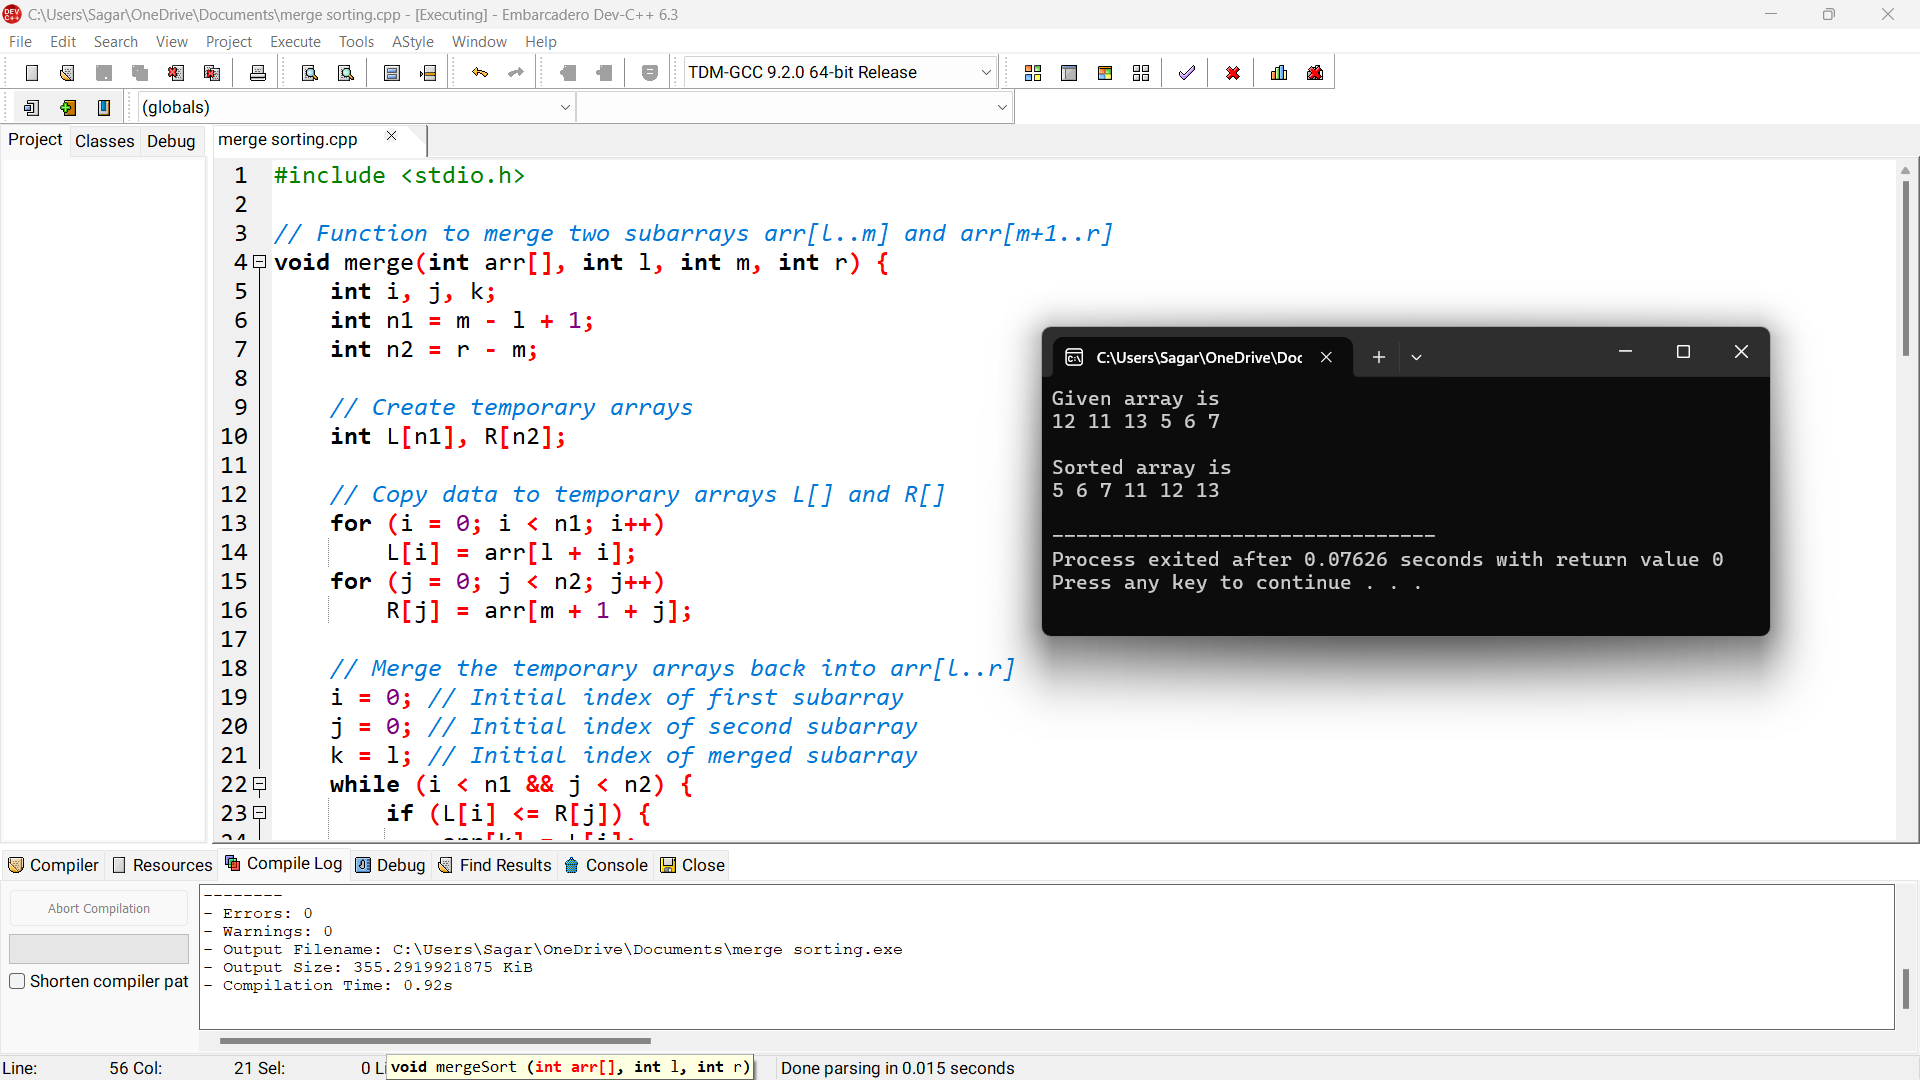 C:\Users\Sagar\OneDrive\Documents\merge sorting.cpp - [Executing] - Embarcadero Dev-C++ 6.3
File Edit Search View Project Execute Tools AStyle Window Help
TDM-GCC 9.2.0 64-bit Release
(globals)
Project Classes Debug
merge sorting.cpp
1 #include <stdio.h>
2
3 // Function to merge two subarrays arr[l..m] and arr[m+1..r]
4 void merge(int arr[], int l, int m, int r) {
5 int i, j, k;
6 int n1 = m - l + 1;
7 int n2 = r - m;
8
9 // Create temporary arrays
10 int L[n1], R[n2];
11
12 // Copy data to temporary arrays L[] and R[]
13 for (i = 0; i < n1; i++)
14 L[i] = arr[l + i];
15 for (j = 0; j < n2; j++)
16 R[j] = arr[m + 1 + j];
17
18 // Merge the temporary arrays back into arr[l..r]
19 i = 0; // Initial index of first subarray
20 j = 0; // Initial index of second subarray
21 k = l; // Initial index of merged subarray
22 while (i < n1 && j < n2) {
23 if (L[i] <= R[j]) {
C:\Users\Sagar\OneDrive\Doc
Given array is
12 11 13 5 6 7
Sorted array is
5 6 7 11 12 13
--------------------------------
Process exited after 0.07626 seconds with return value 0
Press any key to continue . . .
Compiler Resources Compile Log Debug Find Results Console Close
Abort Compilation
Shorten compiler pat
--------
- Errors: 0
- Warnings: 0
- Output Filename: C:\Users\Sagar\OneDrive\Documents\merge sorting.exe
- Output Size: 355.2919921875 KiB
- Compilation Time: 0.92s
Line: 56 Col: 21 Sel: 0 Li
void mergeSort (int arr[], int l, int r)
Done parsing in 0.015 seconds